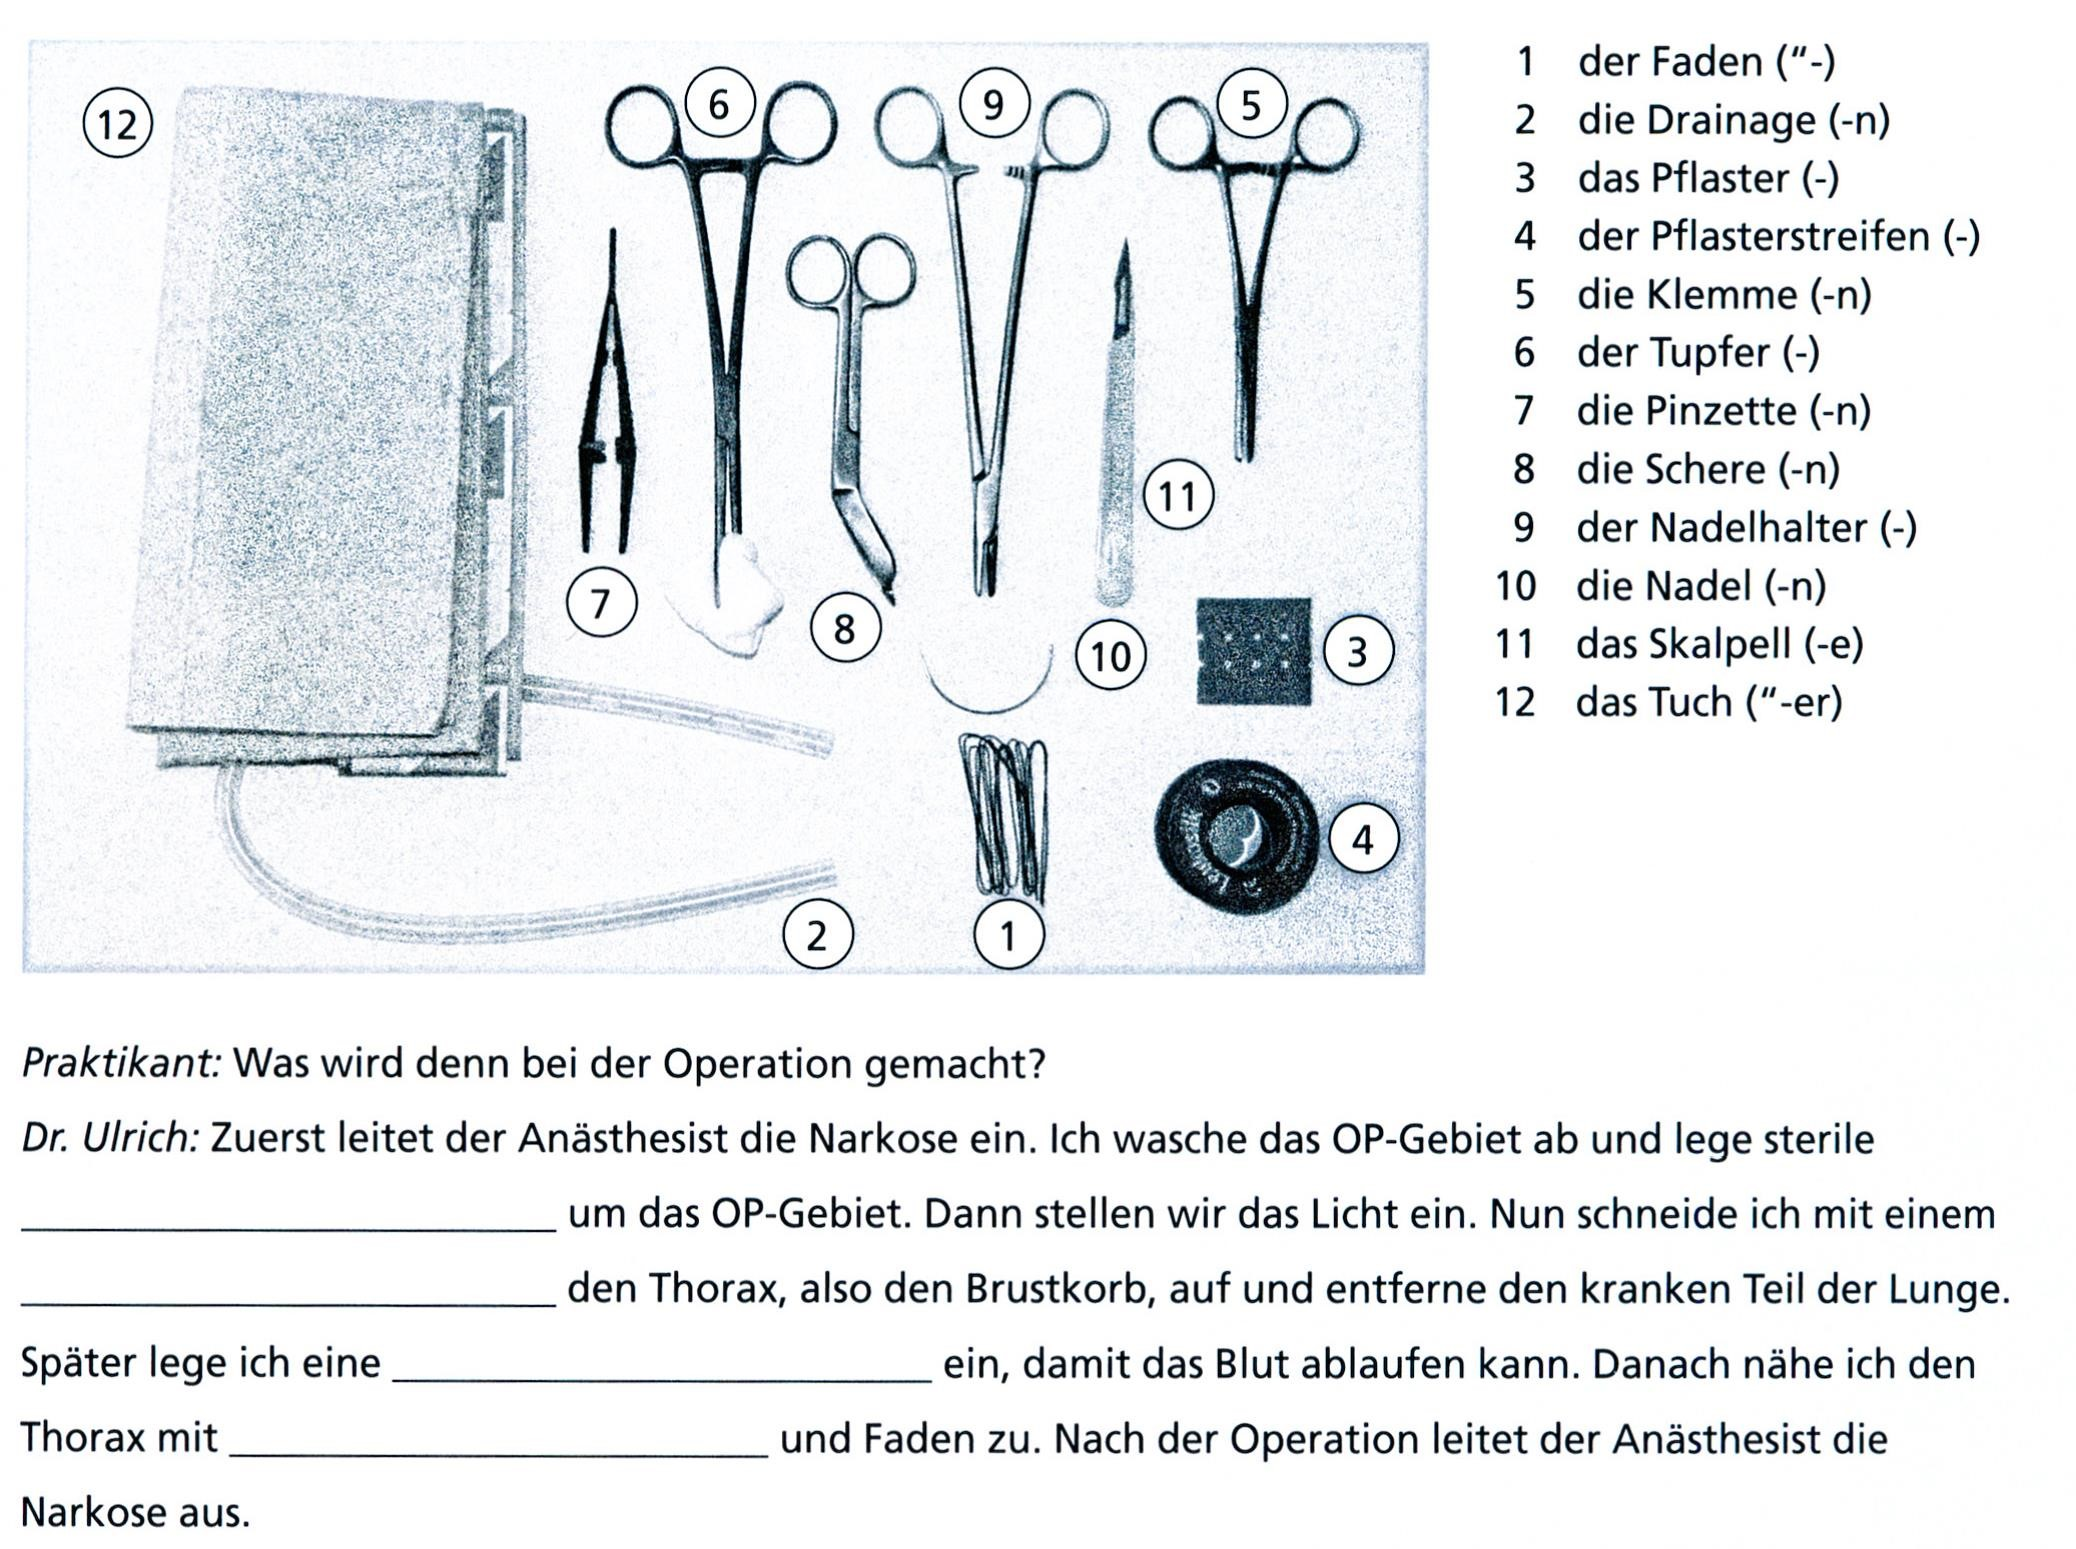 12
6
9
5
7
8
11
10
3
4
2
1
1 der Faden (“-)
2 die Drainage (-n)
3 das Pflaster (-)
4 der Pflasterstreifen (-)
5 die Klemme (-n)
6 der Tupfer (-)
7 die Pinzette (-n)
8 die Schere (-n)
9 der Nadelhalter (-)
10 die Nadel (-n)
11 das Skalpell (-e)
12 das Tuch (“-er)
Praktikant: Was wird denn bei der Operation gemacht?
Dr. Ulrich: Zuerst leitet der Anästhesist die Narkose ein. Ich wasche das OP-Gebiet ab und lege sterile
um das OP-Gebiet. Dann stellen wir das Licht ein. Nun schneide ich mit einem
den Thorax, also den Brustkorb, auf und entferne den kranken Teil der Lunge.
Später lege ich eine ein, damit das Blut ablaufen kann. Danach nähe ich den
Thorax mit und Faden zu. Nach der Operation leitet der Anästhesist die
Narkose aus.